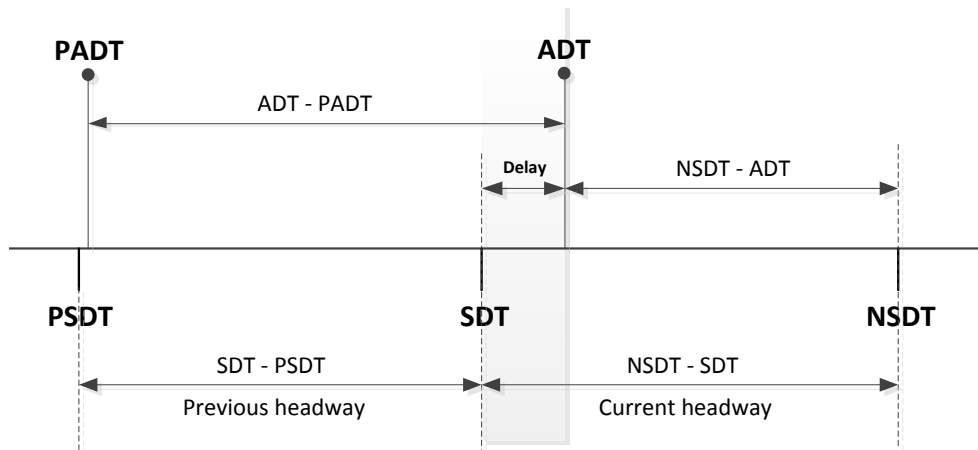 PADT
ADT
ADT - PADT
Delay
NSDT - ADT
PSDT
SDT
NSDT
SDT - PSDT
NSDT - SDT
Previous headway
Current headway